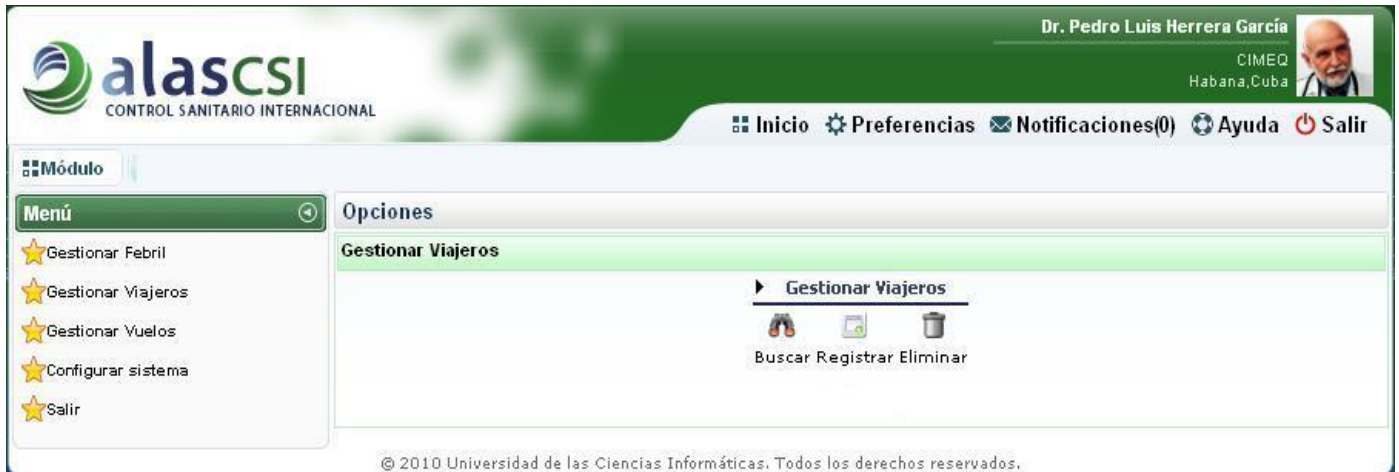 Dr. Pedro Luis Herrera García
CIMEQ
Habana,Cuba
alascsi
CONTROL SANITARIO INTERNACIONAL
Inicio Preferencias Notificaciones(0) Ayuda Salir
Módulo
Menú
Gestionar Febril
Gestionar Viajeros
Gestionar Vuelos
Configurar sistema
Salir
Opciones
Gestionar Viajeros
Gestionar Viajeros
Buscar Registrar Eliminar
© 2010 Universidad de las Ciencias Informáticas. Todos los derechos reservados.